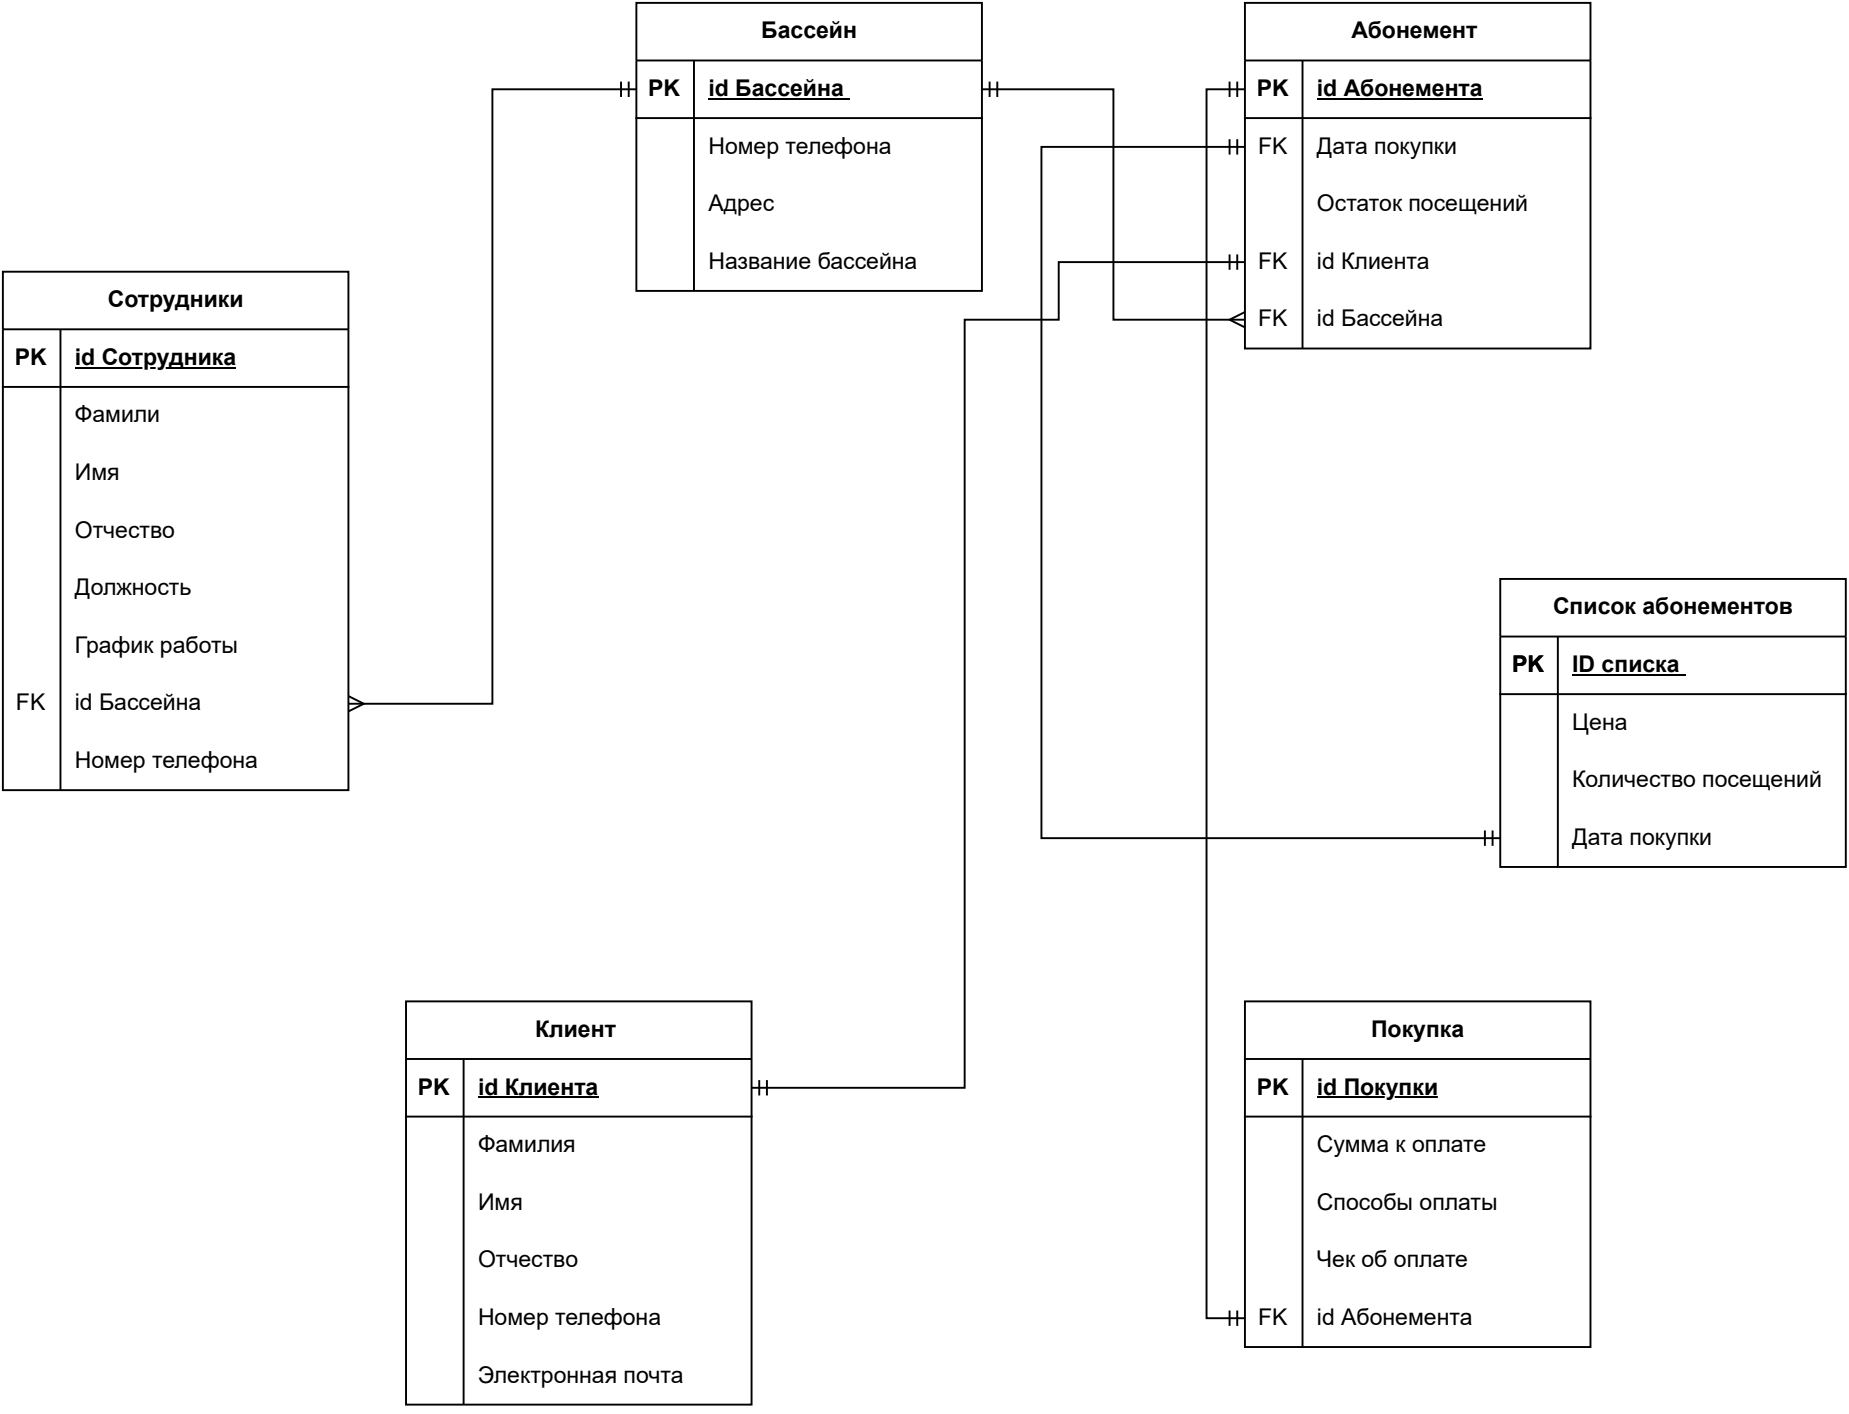 Бассейн
PK id Бассейна
Номер телефона
Адрес
Название бассейна
Абонемент
PK id Абонемента
FK Дата покупки
Остаток посещений
FK id Клиента
FK id Бассейна
Сотрудники
PK id Сотрудника
Фамили
Имя
Отчество
Должность
График работы
FK id Бассейна
Номер телефона
Список абонементов
PK ID списка
Цена
Количество посещений
Дата покупки
Клиент
PK id Клиента
Фамилия
Имя
Отчество
Номер телефона
Электронная почта
Покупка
PK id Покупки
Сумма к оплате
Способы оплаты
Чек об оплате
FK id Абонемента